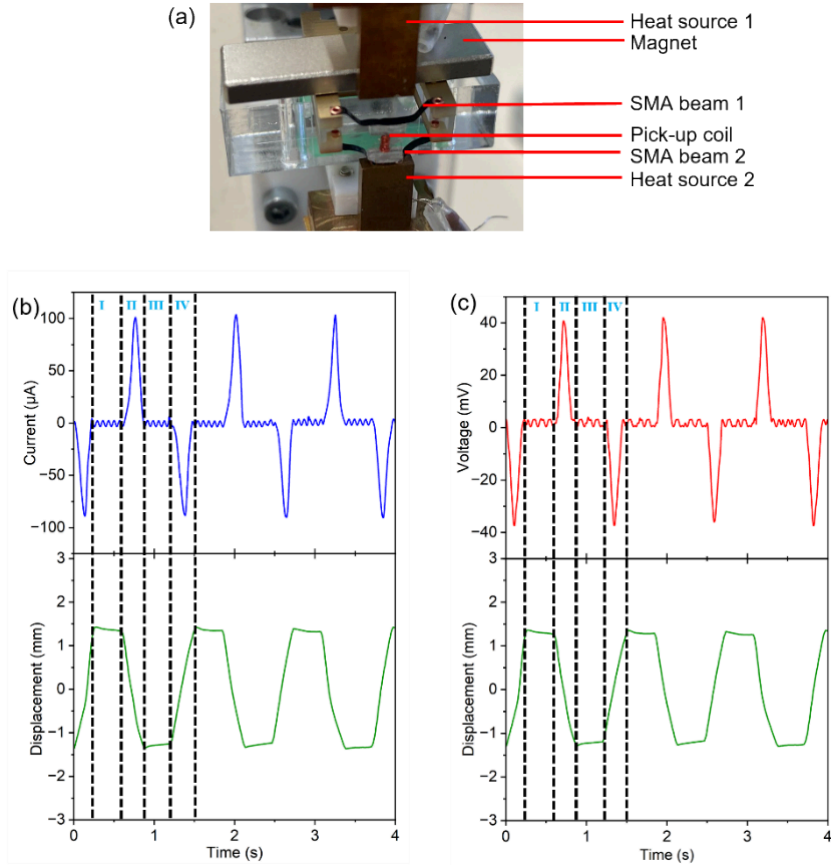 (a)
Heat source 1
Magnet
SMA beam 1
Pick-up coil
SMA beam 2
Heat source 2
(b)
I II III IV
100
50
0
−50
−100
Current (µA)
3
2
1
0
−1
−2
−3
Displacement (mm)
0 1 2 3 4
Time (s)
(c)
I II III IV
40
20
0
−20
−40
Voltage (mV)
3
2
1
0
−1
−2
−3
Displacement (mm)
0 1 2 3 4
Time (s)